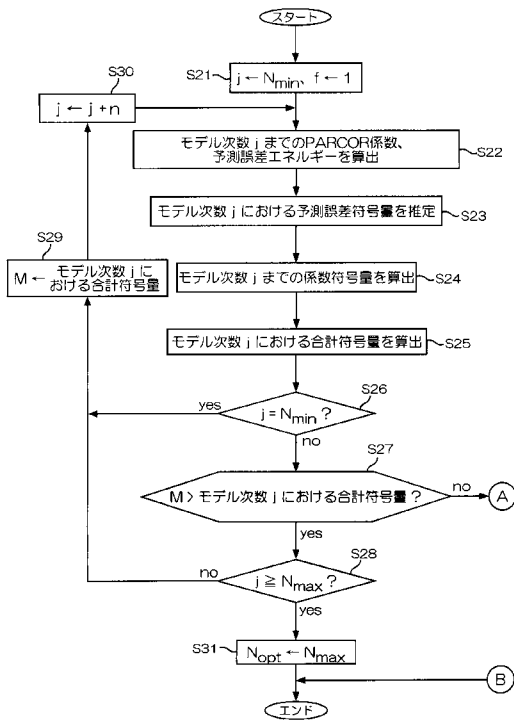 スタート
S21
j ← Nmin、f ← 1
S30
j ← j+n
モデル次数 j までのPARCOR係数、
予測誤差エネルギーを算出
S22
モデル次数 j における予測誤差符号量を推定
S23
S29
M ← モデル次数 j に
おける合計符号量
モデル次数 j までの係数符号量を算出
S24
モデル次数 j における合計符号量を算出
S25
S26
j = Nmin ?
yes
no
S27
M > モデル次数 j における合計符号量 ?
no
A
yes
S28
j ≧ Nmax ?
no
yes
S31
Nopt ← Nmax
B
エンド